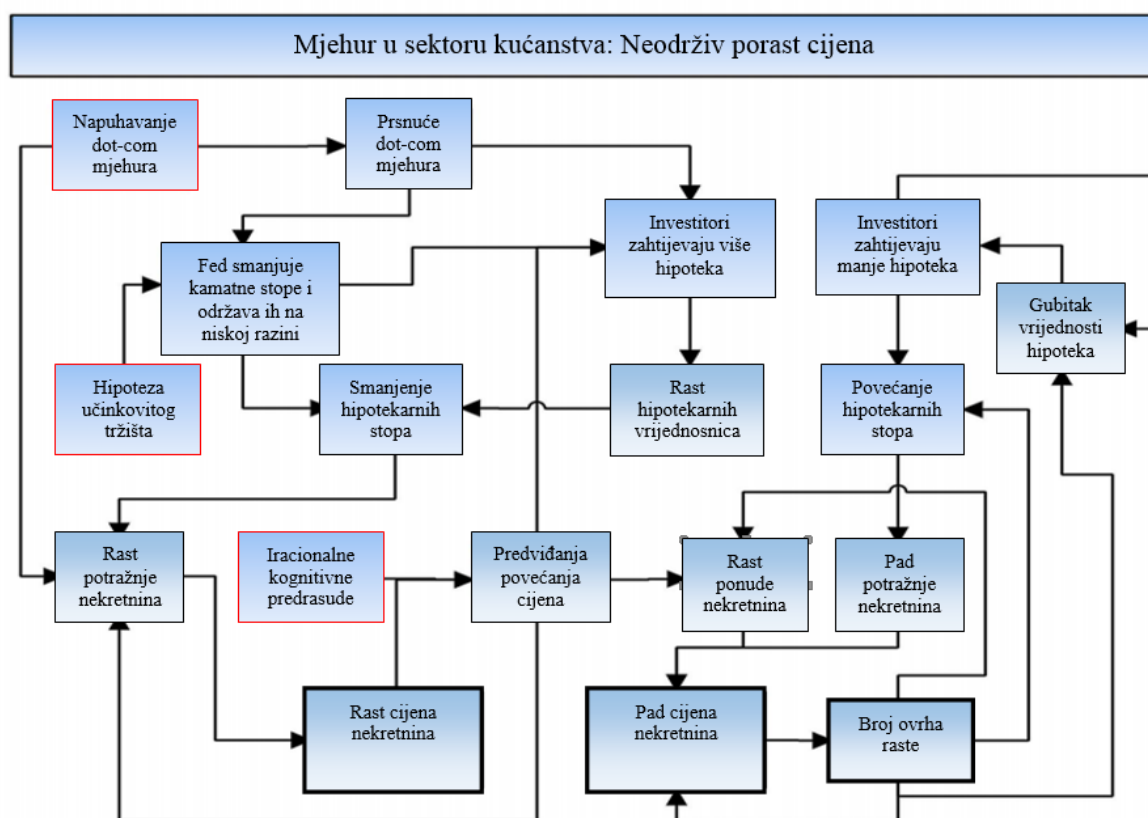 Mjehur u sektoru kućanstva: Neodrživ porast cijena
Napuhavanje
dot-com
mjehura
Prsnuće
dot-com
mjehura
Investitori
zahtijevaju više
hipoteka
Investitori
zahtijevaju
manje hipoteka
Fed smanjuje
kamatne stope i
održava ih na
niskoj razini
Gubitak
vrijednosti
hipoteka
Hipoteza
učinkovitog
tržišta
Smanjenje
hipotekarnih
stopa
Rast
hipotekarnih
vrijednosnica
Povećanje
hipotekarnih
stopa
Rast
potražnje
nekretnina
Iracionalne
kognitivne
predrasude
Predviđanja
povećanja
cijena
Rast
ponude
nekretnina
Pad
potražnje
nekretnina
Rast cijena
nekretnina
Pad cijena
nekretnina
Broj ovrha
raste